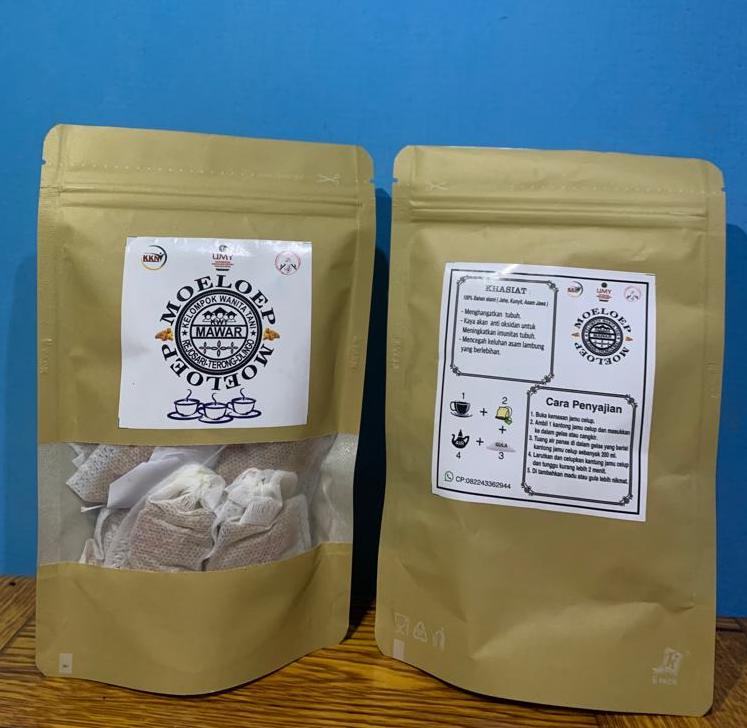 KKN
UMY
MOELOEP
KELOMPOK WANITA TANI
KWT
MAWAR
REJOSARI-TERONG-DLINGO
MOELOEP
KHASIAT
100% Bahan alami ( Jahe, Kunyit, Asam Jawa )
- Menghangatkan tubuh.
- Kaya akan anti oksidan untuk
Meningkatkan imunitas tubuh.
- Mencegah keluhan asam lambung
yang berlebihan.
KKN
UMY
MOELOEP
MAWAR
MOELOEP
1
2
+
+
+
GULA
4
3
CP:082243362944
Cara Penyajian
1. Buka kemesan jamu celup.
2. Ambil 1 kantong jamu celup dan masukkan
ke dalam gelas atau cangkir.
3. Tuang air panas di dalam gelas yang berisi
kantong jamu celup sebanyak 200 ml.
4. Larutkan dan celupkan kantong jamu celup
dan tunggu kurang lebih 2 menit.
5. Di tambahkan madu atau gula lebih nikmat.